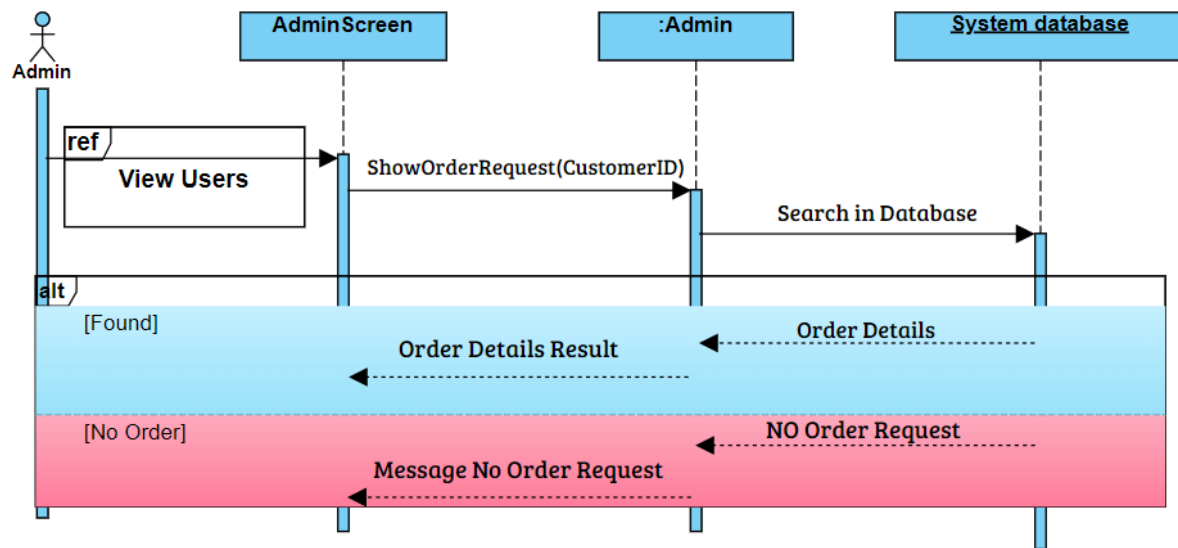 AdminScreen
:Admin
System database
Admin
ref
View Users
ShowOrderRequest(CustomerID)
Search in Database
alt
[Found]
Order Details
Order Details Result
[No Order]
NO Order Request
Message No Order Request